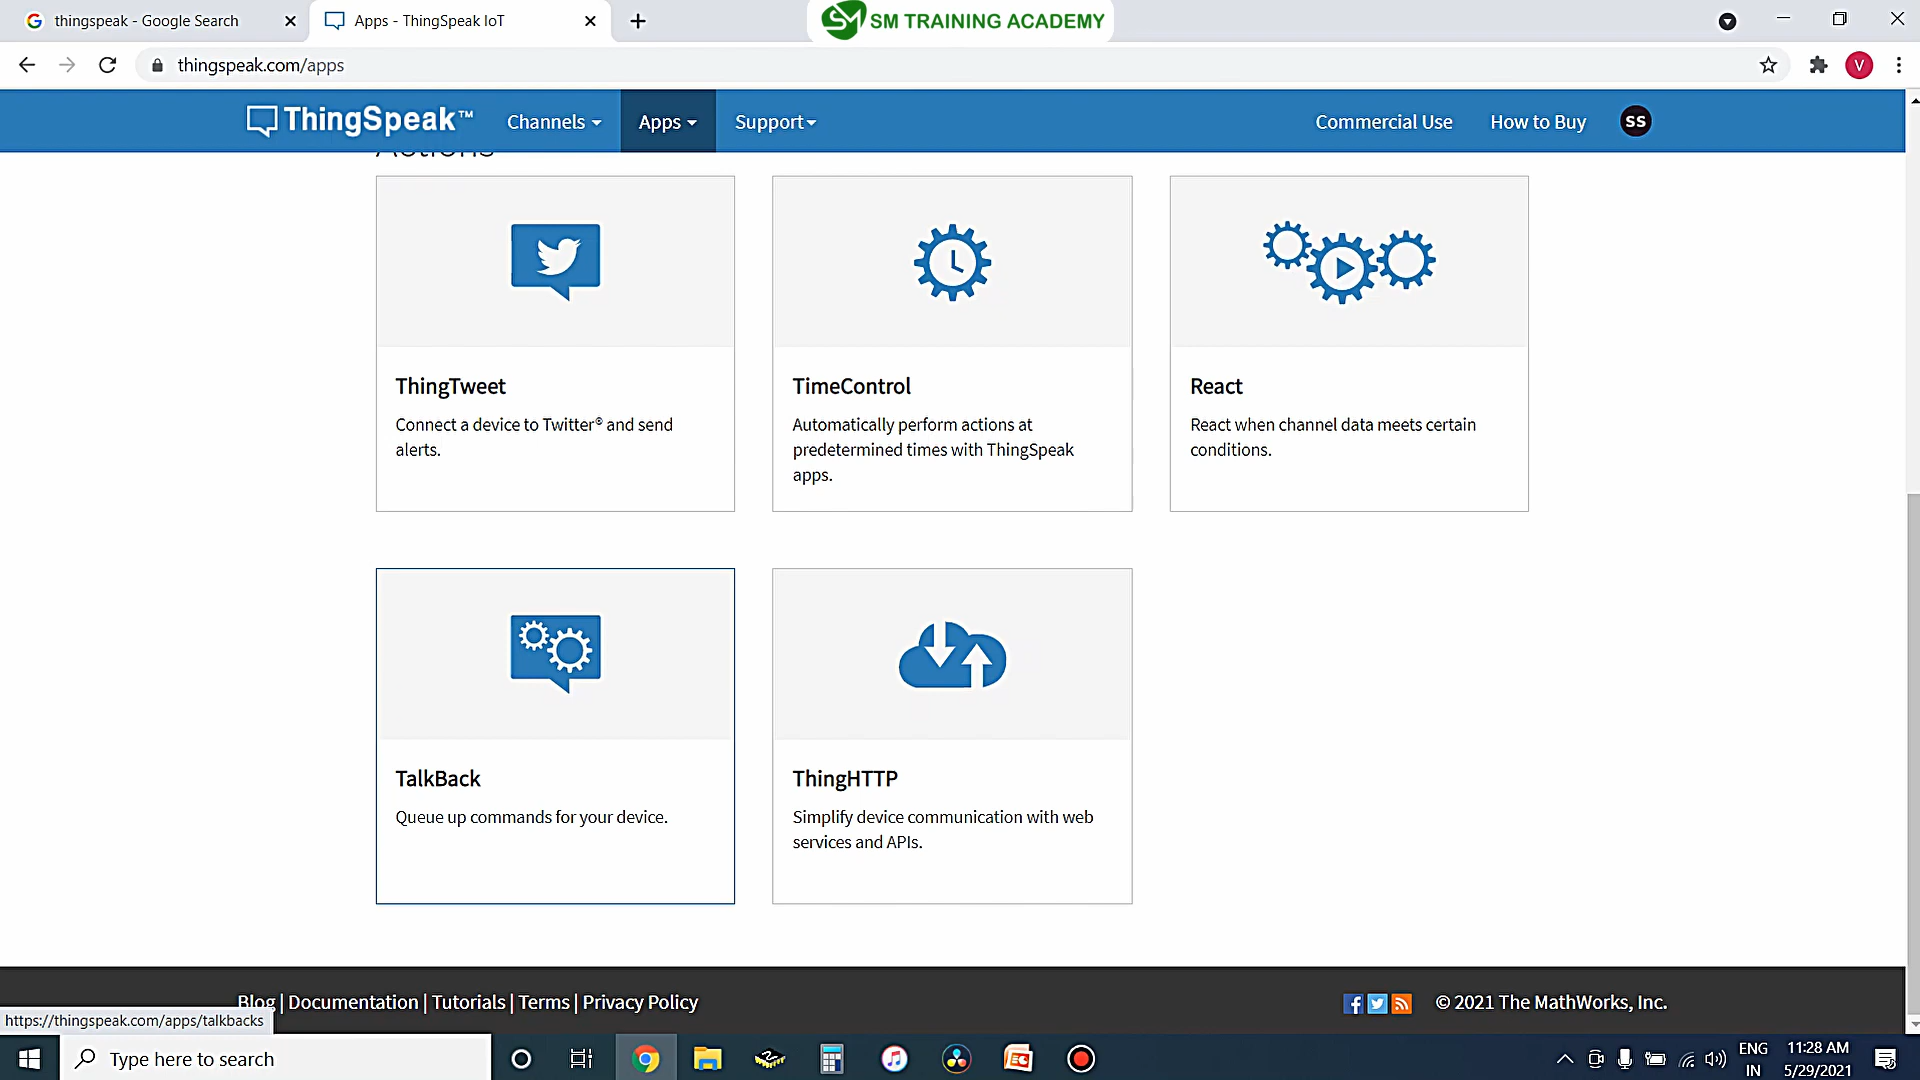 thingspeak - Google Search
Apps - ThingSpeak IoT
SM TRAINING ACADEMY
thingspeak.com/apps
V
ThingSpeak™
Channels
Apps
Support
Commercial Use
How to Buy
SS
Actions
ThingTweet
Connect a device to Twitter® and send
alerts.
TimeControl
Automatically perform actions at
predetermined times with ThingSpeak
apps.
React
React when channel data meets certain
conditions.
TalkBack
Queue up commands for your device.
ThingHTTP
Simplify device communication with web
services and APIs.
Blog | Documentation | Tutorials | Terms | Privacy Policy
© 2021 The MathWorks, Inc.
https://thingspeak.com/apps/talkbacks
Type here to search
ENG
IN
11:28 AM
5/29/2021